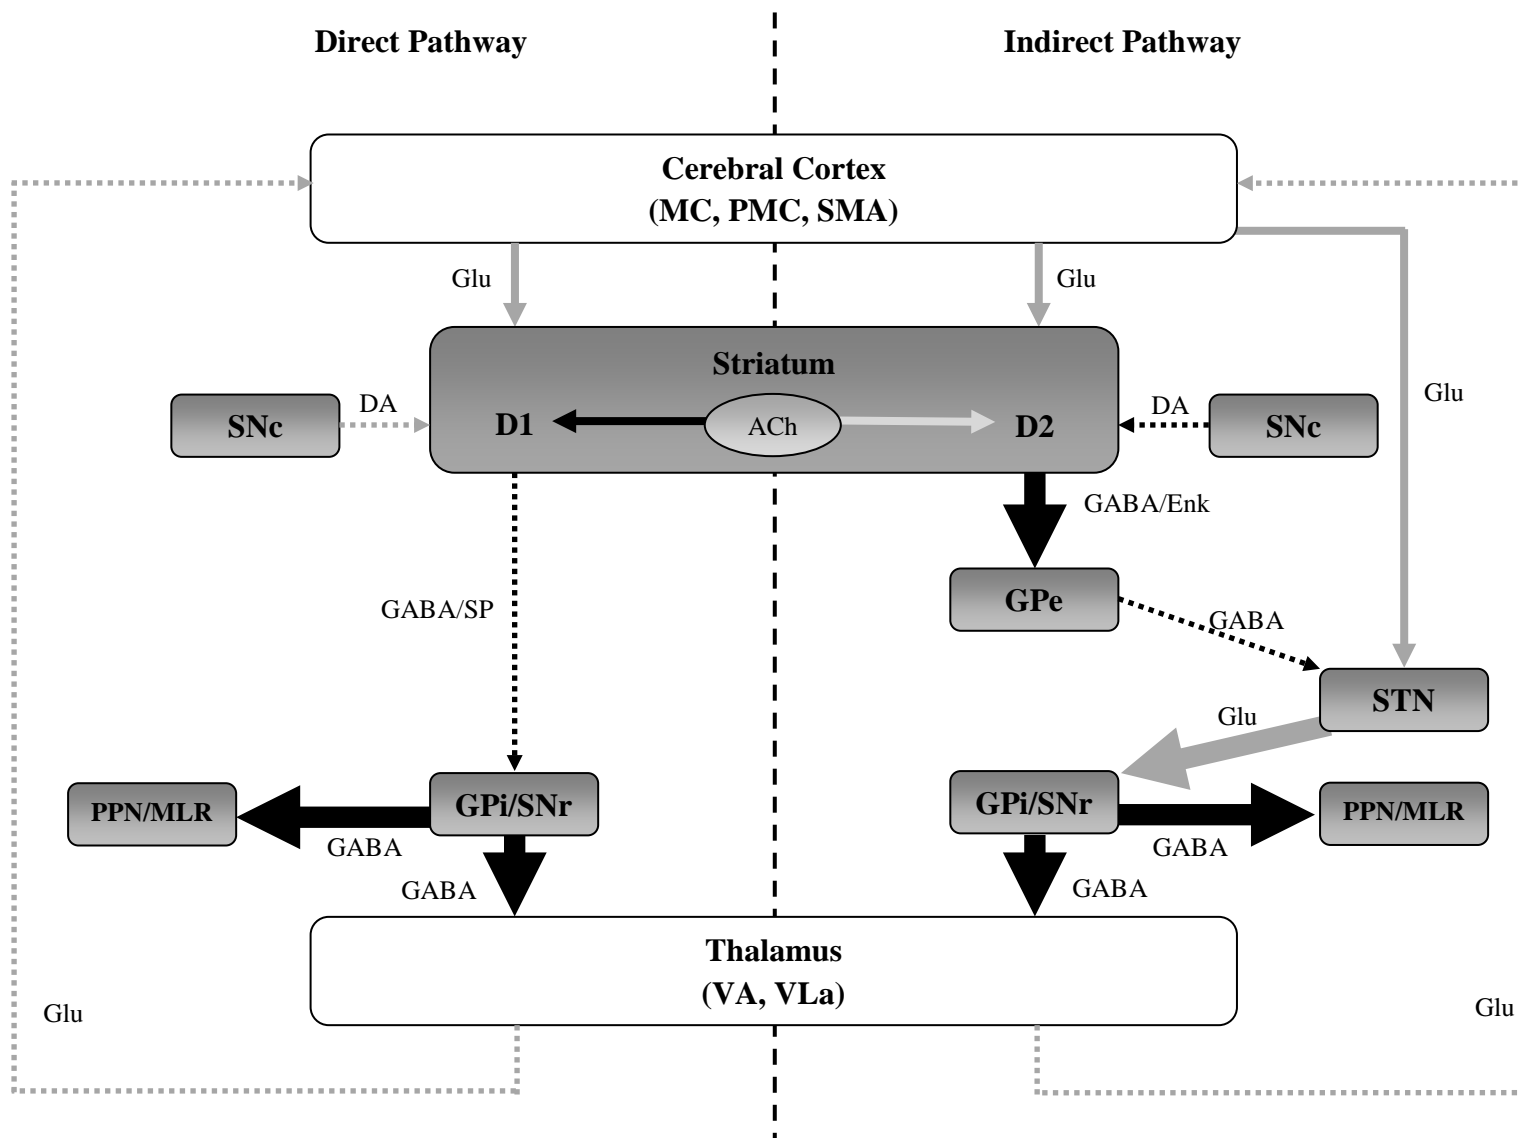 Direct Pathway
Indirect Pathway
Cerebral Cortex
(MC, PMC, SMA)
Glu
Glu
Striatum
SNc
DA
D1
ACh
D2
DA
SNc
Glu
GABA/Enk
GPe
GABA/SP
GABA
STN
Glu
PPN/MLR
GPi/SNr
GPi/SNr
PPN/MLR
GABA
GABA
GABA
GABA
Thalamus
(VA, VLa)
Glu
Glu